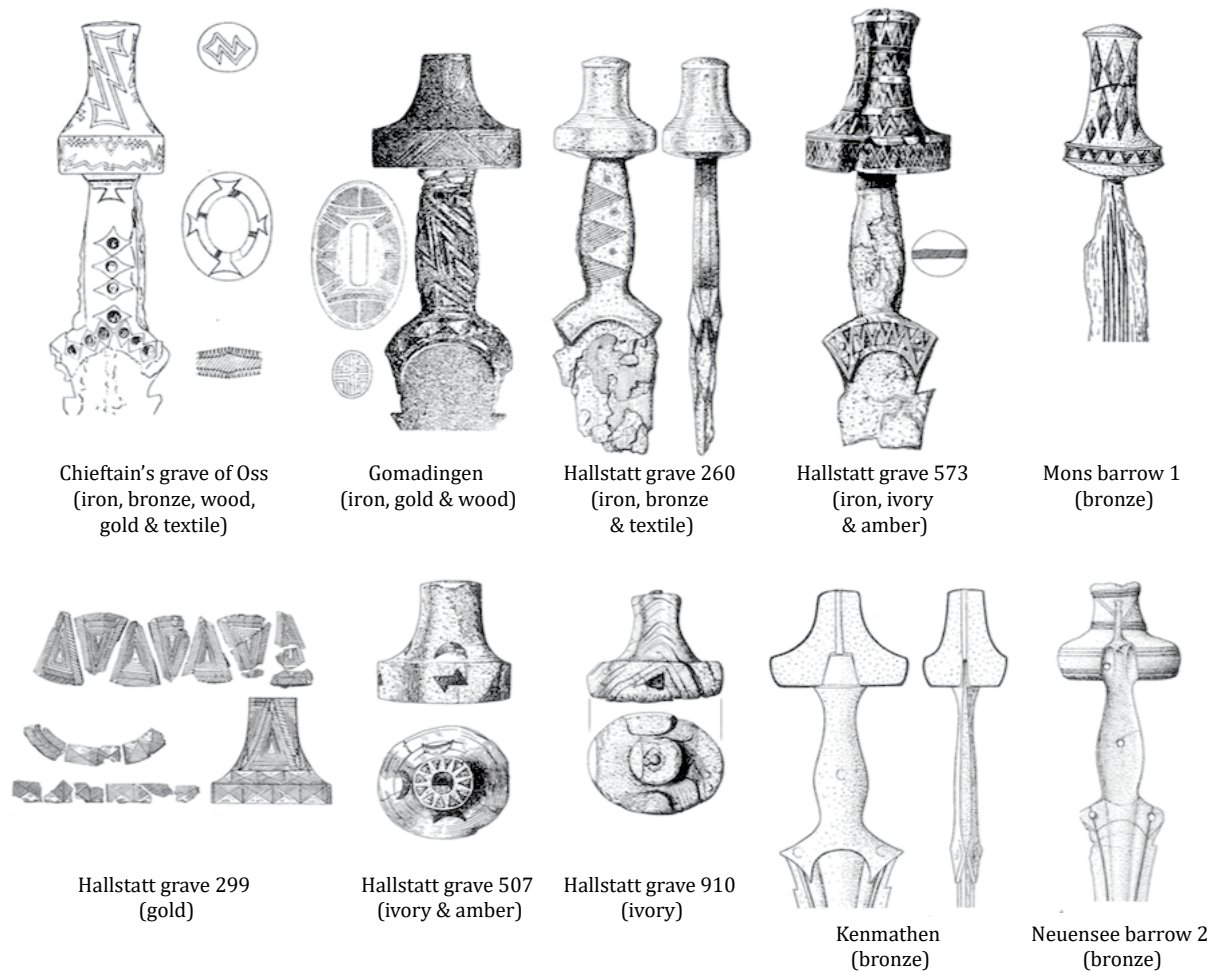 Chieftain’s grave of Oss
(iron, bronze, wood,
gold & textile)
Gomadingen
(iron, gold & wood)
Hallstatt grave 260
(iron, bronze
& textile)
Hallstatt grave 573
(iron, ivory
& amber)
Mons barrow 1
(bronze)
Hallstatt grave 299
(gold)
Hallstatt grave 507
(ivory & amber)
Hallstatt grave 910
(ivory)
Kenmathen
(bronze)
Neuensee barrow 2
(bronze)